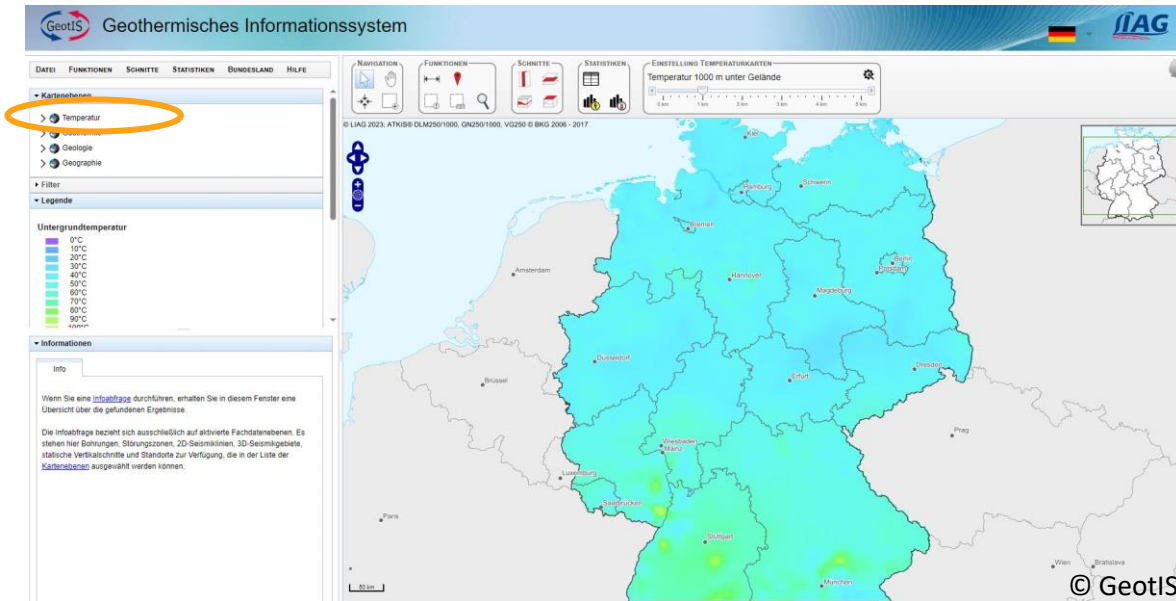 GeotIS
Geothermisches Informationssystem
LIAG
DATEI FUNKTIONEN SCHNITTE STATISTIKEN BUNDESLAND HILFE
NAVIGATION
FUNKTIONEN
SCHNITTE
STATISTIKEN
EINSTELLUNG TEMPERATURKARTEN
Temperatur 1000 m unter Gelände
0 km 1 km 2 km 3 km 4 km 5 km
Kartenebenen
Temperatur
Geothermie
Geologie
Geographie
Filter
Legende
Untergrundtemperatur
0°C
10°C
20°C
30°C
40°C
50°C
60°C
70°C
80°C
90°C
100°C
Informationen
Info
Wenn Sie eine Infoabfrage durchführen, erhalten Sie in diesem Fenster eine
Übersicht über die gefundenen Ergebnisse.
Die Infoabfrage bezieht sich ausschließlich auf aktivierte Fachdatenebenen. Es
stehen hier Bohrungen, Störungszonen, 2D-Seismiklinien, 3D-Seismikgebiete,
statische Vertikalschnitte und Standorte zur Verfügung, die in der Liste der
Kartenebenen ausgewählt werden können.
© LIAG 2023; ATKIS® DLM250/1000, GN250/1000, VG250 © BKG 2006 - 2017
Kiel
Hamburg
Schwerin
Bremen
Berlin
Potsdam
Amsterdam
Hannover
Magdeburg
Düsseldorf
Dresden
Erfurt
Brüssel
Wiesbaden
Mainz
Prag
Luxemburg
Saarbrücken
Paris
Stuttgart
Wien
Bratislava
München
50 km
© GeotIS